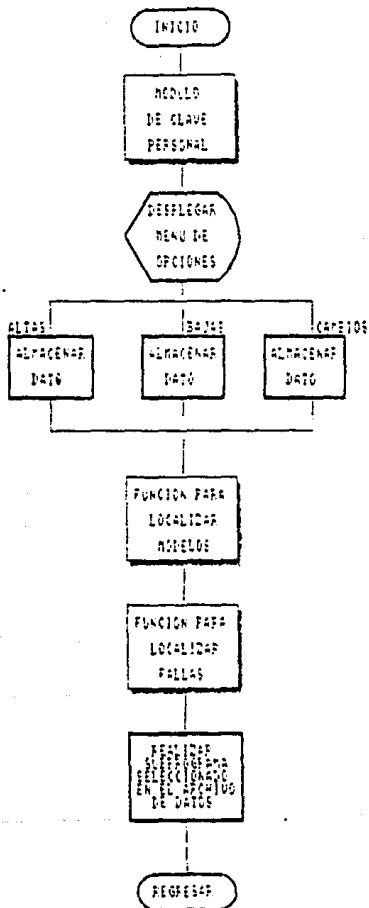 INICIO
MODULO
DE CLAVE
PERSONAL
DESPLEGAR
MENU DE
OPCIONES
ALTAS BAJAS CAMBIOS
ALMACENAR ALMACENAR ALMACENAR
DATO DATO DATO
FUNCION PARA
LOCALIZAR
MODELOS
FUNCION PARA
LOCALIZAR
FALLAS
REALIZAR
SUBPROGRAMA
SELECCIONADO
EN EL ARCHIVO
DE DATOS
REGRESAR